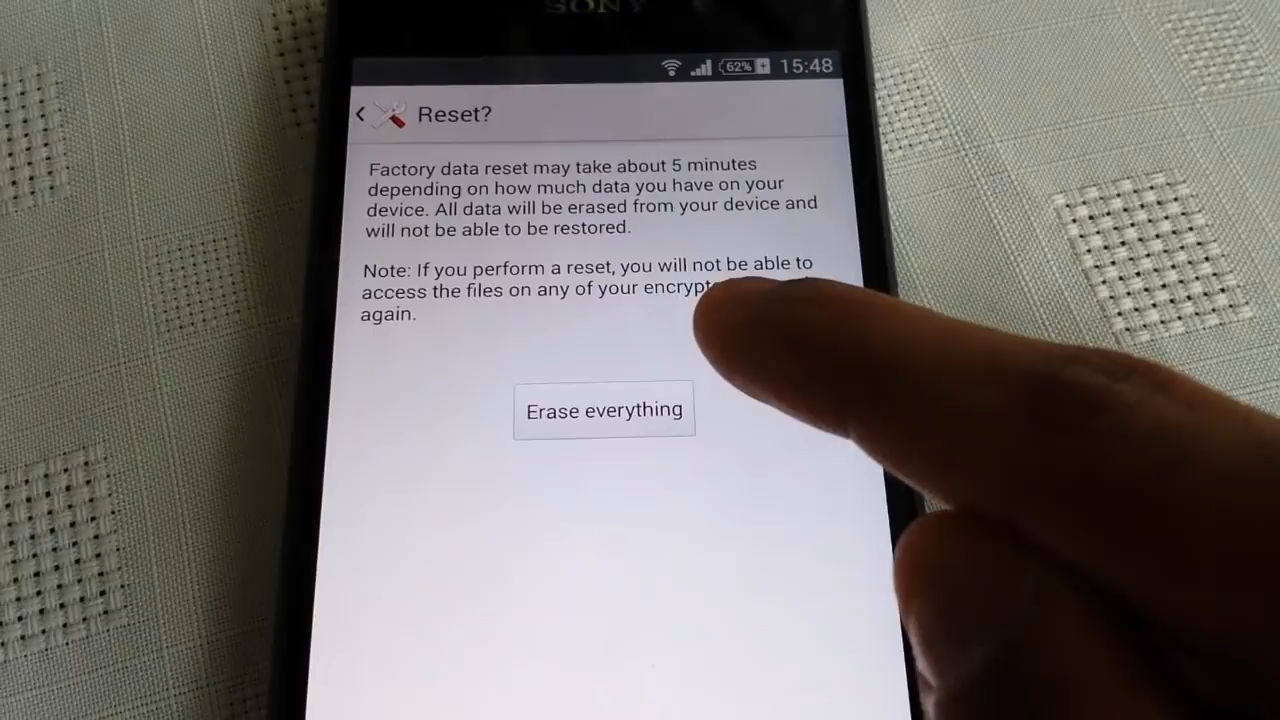 SONY
62%
15:48
Reset?
Factory data reset may take about 5 minutes
depending on how much data you have on your
device. All data will be erased from your device and
will not be able to be restored.
Note: If you perform a reset, you will not be able to
access the files on any of your
again.
Erase everything